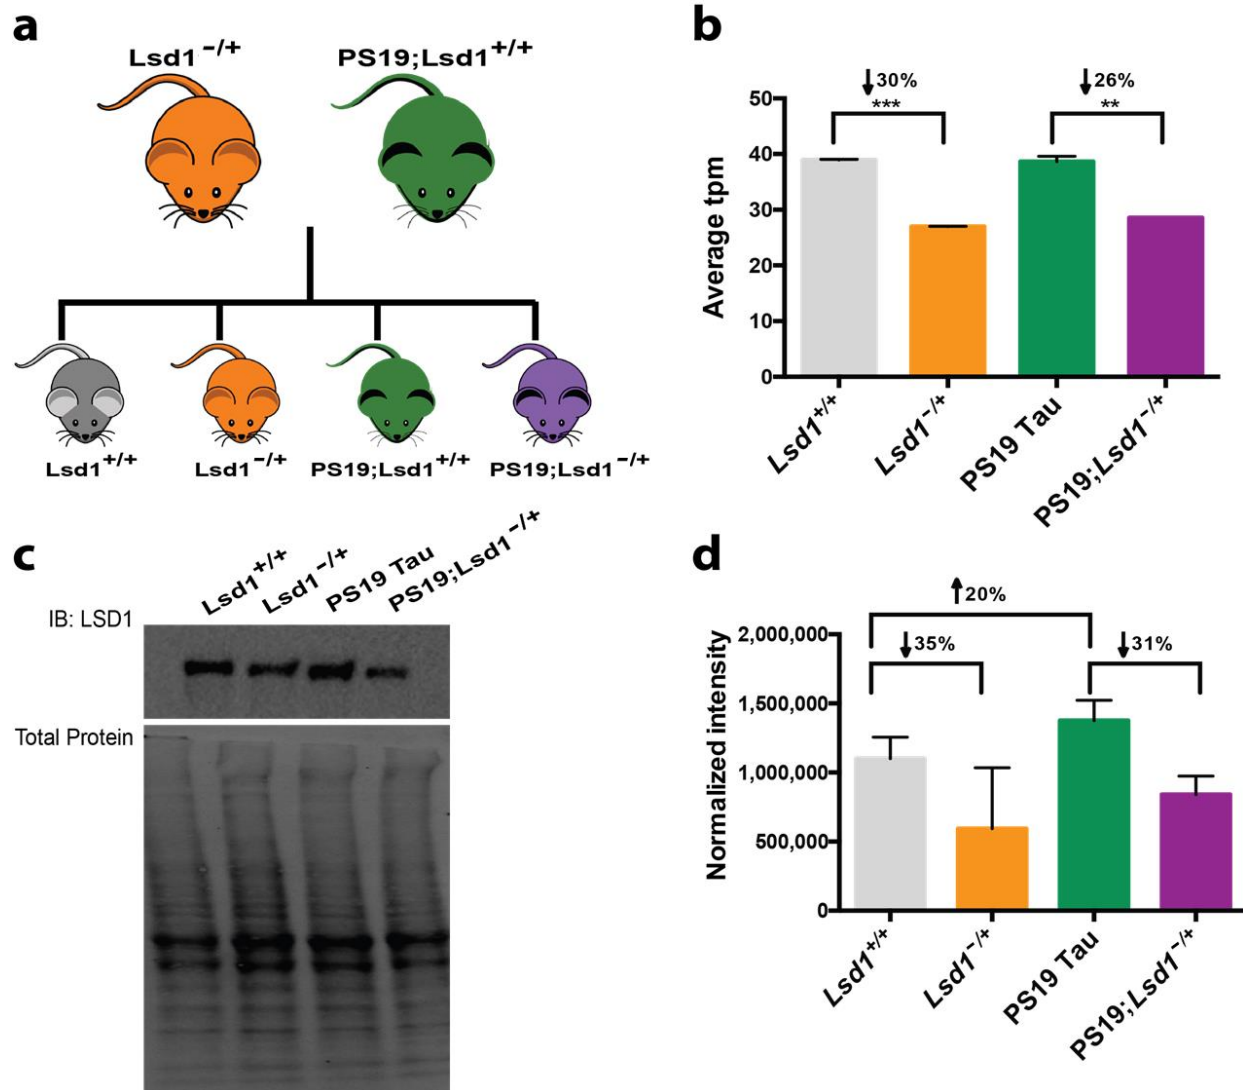 a
Lsd1⁻/⁺
PS19;Lsd1⁺/⁺
Lsd1⁺/⁺
Lsd1⁻/⁺
PS19;Lsd1⁺/⁺
PS19;Lsd1⁻/⁺
b
↓30%
***
↓26%
**
Average tpm
50
40
30
20
10
0
Lsd1⁺/⁺
Lsd1⁻/⁺
PS19 Tau
PS19;Lsd1⁻/⁺
c
Lsd1⁺/⁺
Lsd1⁻/⁺
PS19 Tau
PS19;Lsd1⁻/⁺
IB: LSD1
Total Protein
d
↑20%
↓35%
↓31%
Normalized intensity
2,000,000
1,500,000
1,000,000
500,000
0
Lsd1⁺/⁺
Lsd1⁻/⁺
PS19 Tau
PS19;Lsd1⁻/⁺